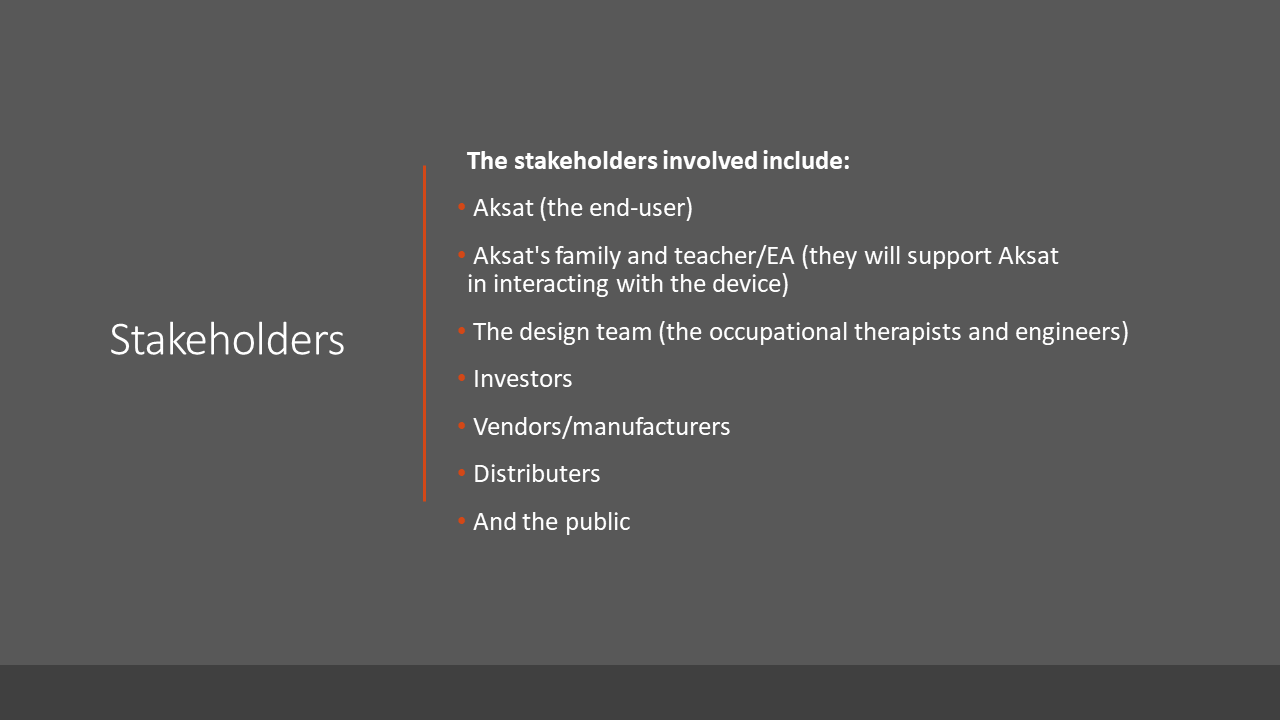 Stakeholders
The stakeholders involved include:
• Aksat (the end-user)
• Aksat's family and teacher/EA (they will support Aksat
in interacting with the device)
• The design team (the occupational therapists and engineers)
• Investors
• Vendors/manufacturers
• Distributers
• And the public